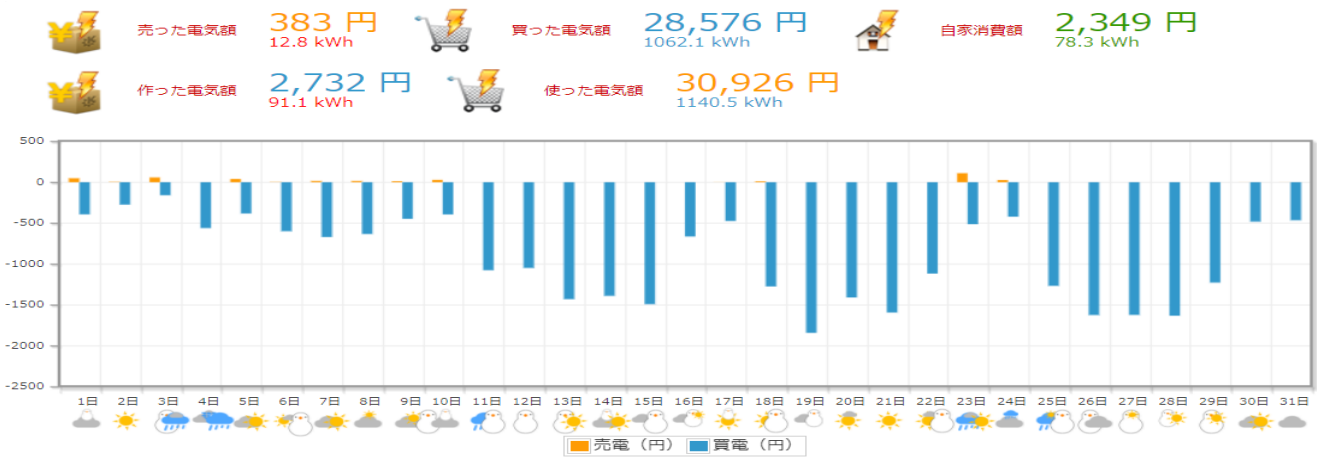 売った電気額 383 円 買った電気額 28,576 円 自家消費額 2,349 円
12.8 kWh 1062.1 kWh 78.3 kWh
作った電気額 2,732 円 使った電気額 30,926 円
91.1 kWh 1140.5 kWh
500
0
-500
-1000
-1500
-2000
-2500
1日 2日 3日 4日 5日 6日 7日 8日 9日 10日 11日 12日 13日 14日 15日 16日 17日 18日 19日 20日 21日 22日 23日 24日 25日 26日 27日 28日 29日 30日 31日
売電（円） 買電（円）